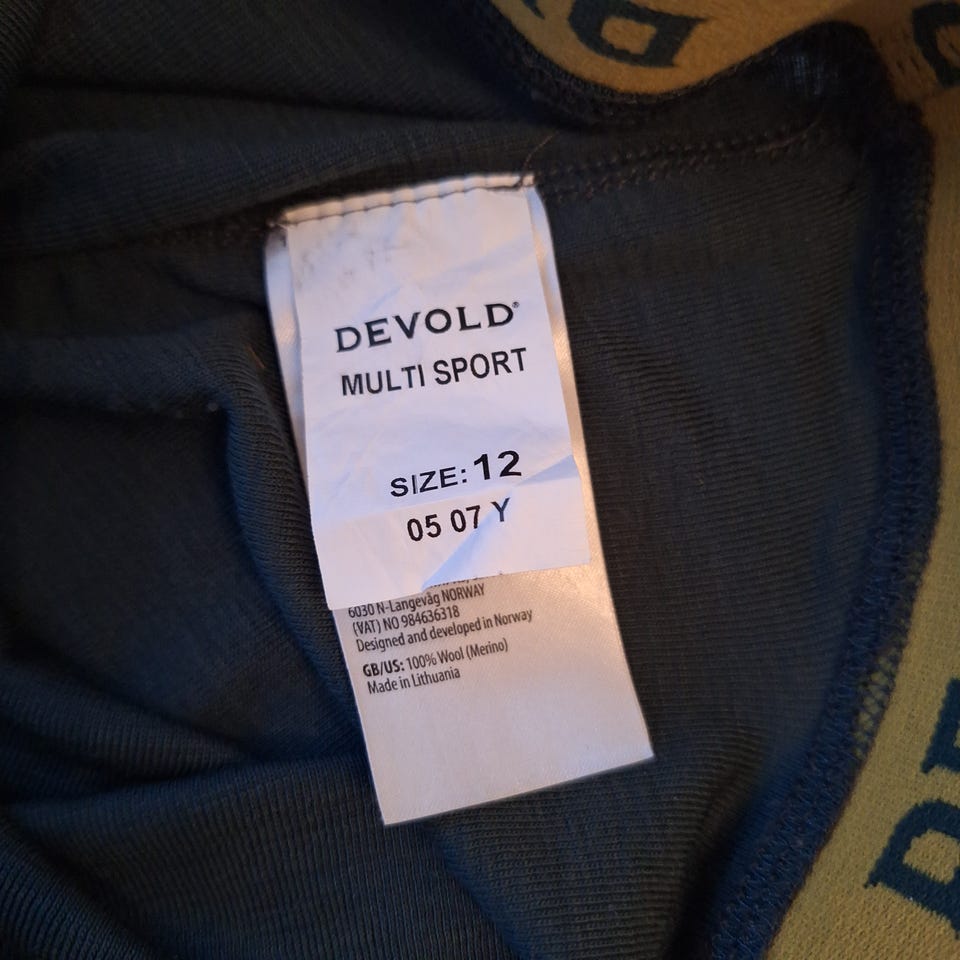 DEVOLD®
MULTI SPORT
SIZE: 12
05 07 Y
6030 N-Langevåg NORWAY
(VAT) NO 984636318
Designed and developed in Norway
GB/US: 100% Wool (Merino)
Made in Lithuania